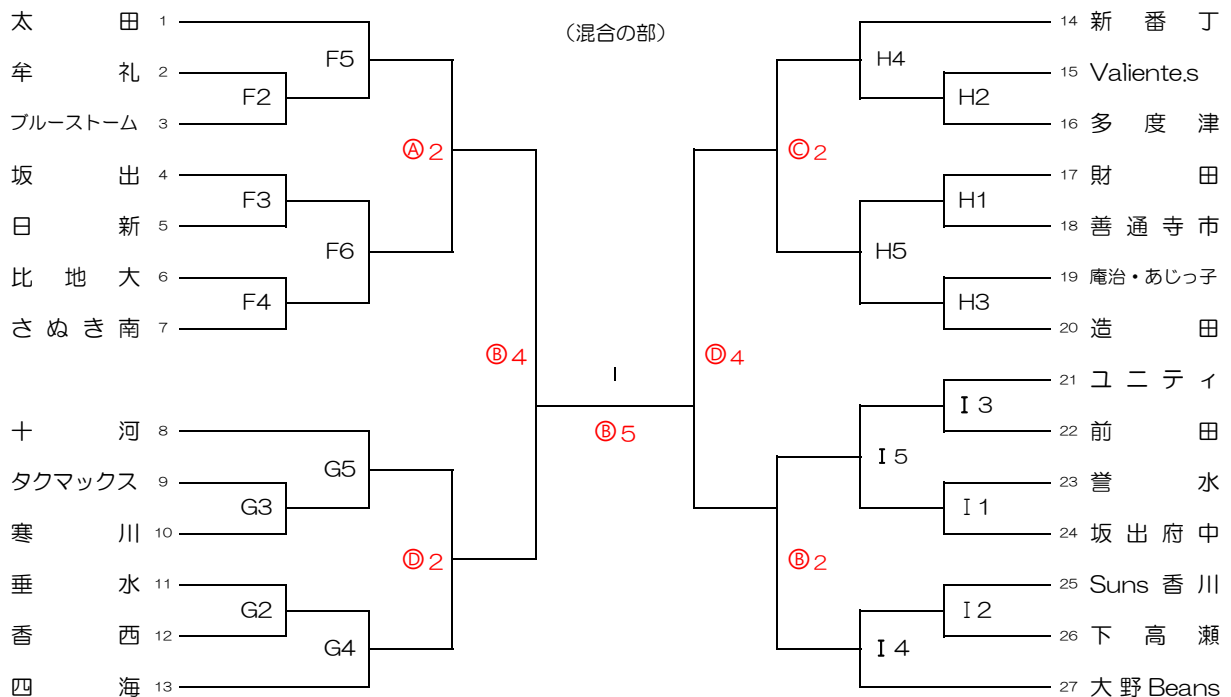 (混合の部)
太田 1
牟礼 2
ブルーストーム 3
坂出 4
日新 5
比地大 6
さぬき南 7
十河 8
タクマックス 9
寒川 10
垂水 11
香西 12
四海 13
F5
F2
F3
F6
F4
G5
G3
G2
G4
Ⓐ2
Ⓓ2
Ⓑ4
Ⓑ5
Ⓓ4
Ⓒ2
Ⓑ2
H4
H2
H1
H5
H3
I3
I5
I1
I2
I4
14 新番丁
15 Valiente.s
16 多度津
17 財田
18 善通寺市
19 庵治・あじっ子
20 造田
21 ユニティ
22 前田
23 誉水
24 坂出府中
25 Suns 香川
26 下高瀬
27 大野 Beans